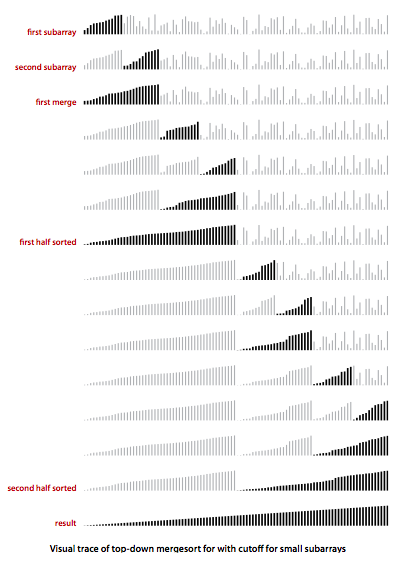 first subarray
second subarray
first merge
first half sorted
second half sorted
result
Visual trace of top-down mergesort for with cutoff for small subarrays